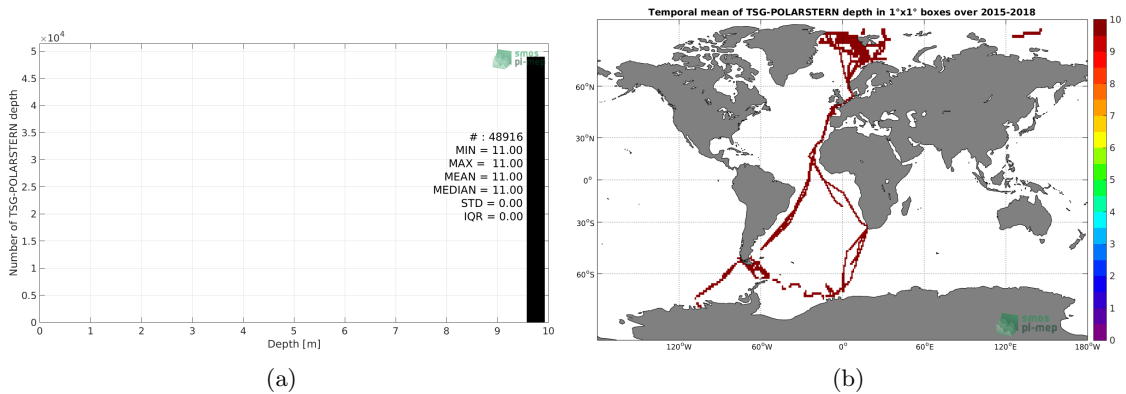 ×10⁴
5
4.5
4
3.5
3
2.5
2
1.5
1
0.5
0
Number of TSG-POLARSTERN depth
smos
pi-mep
# : 48916
MIN = 11.00
MAX = 11.00
MEAN = 11.00
MEDIAN = 11.00
STD = 0.00
IQR = 0.00
0 1 2 3 4 5 6 7 8 9 10
Depth [m]
(a)
Temporal mean of TSG-POLARSTERN depth in 1°x1° boxes over 2015-2018
60°N
30°N
0°
30°S
60°S
120°W 60°W 0° 60°E 120°E 180°W
smos
pi-mep
10
9
8
7
6
5
4
3
2
1
0
(b)